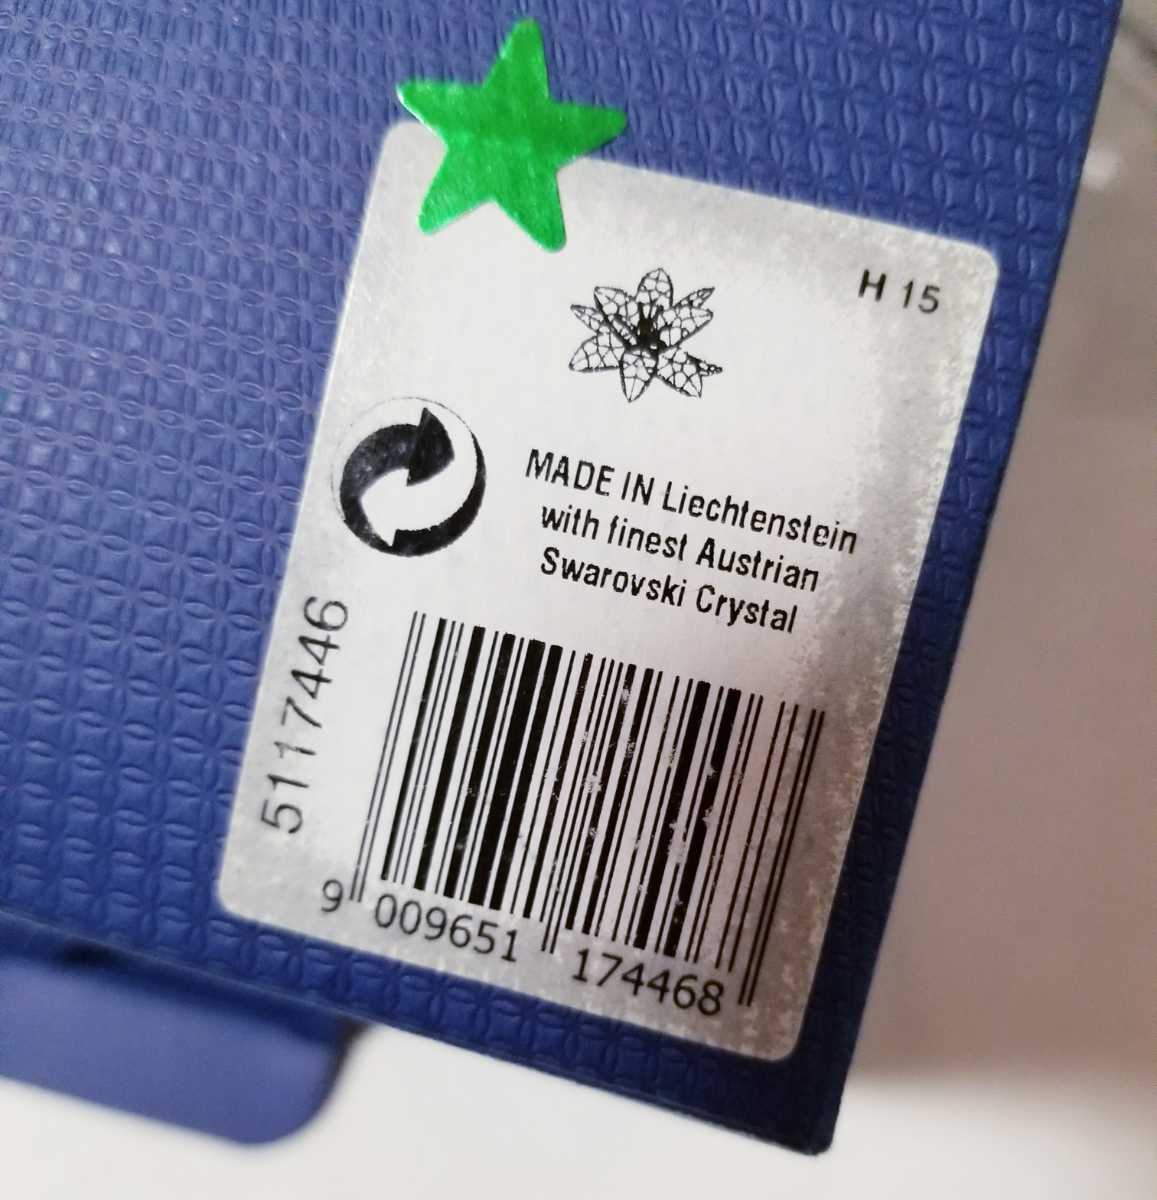 H 15
MADE IN Liechtenstein
with finest Austrian
Swarovski Crystal
5117446
9 009651 174468